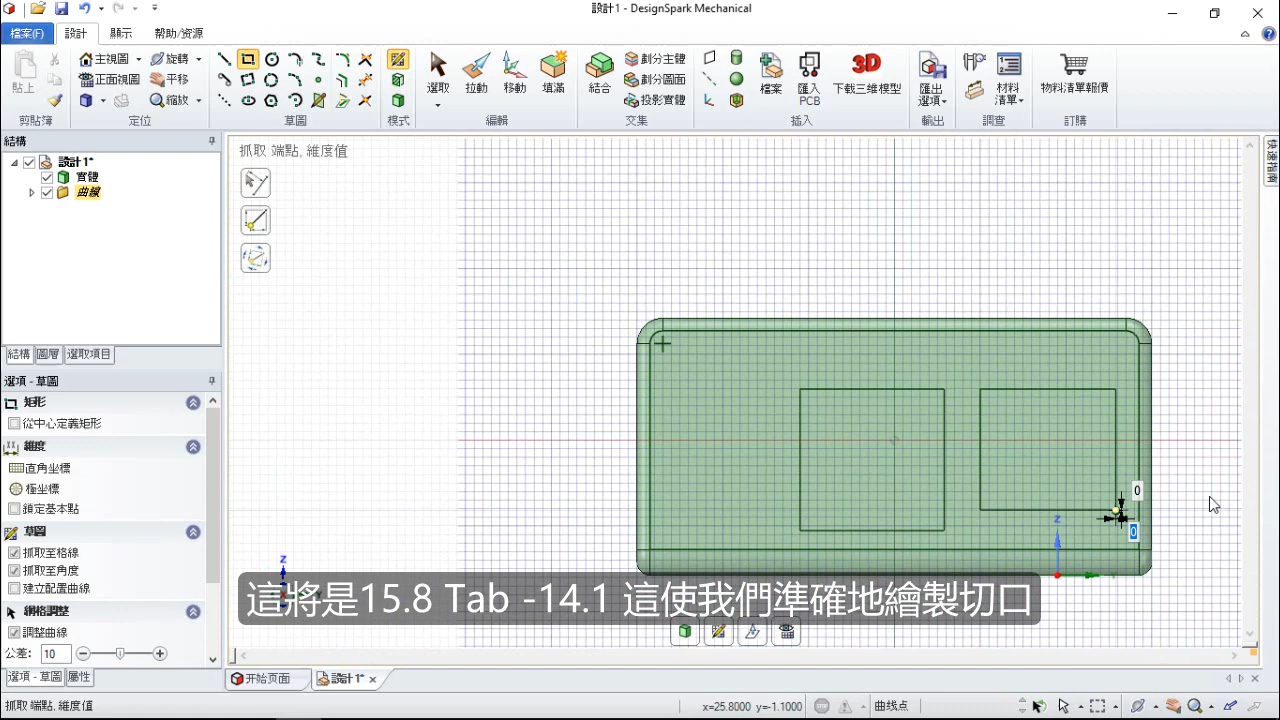 設計1 - DesignSpark Mechanical
檔案(F) 設計 顯示 帮助/資源
貼上
剪貼簿
主視圖 旋轉
正面視圖 平移
縮放
定位
草圖
模式
選取 拉動 移動 填滿
編輯
結合
劃分主體
劃分圖面
投影實體
交集
檔案 匯入 PCB 下載三維模型
插入
匯出 選項
輸出
材料 清單
調查
物料清單報價
訂購
結構
設計1*
實體
曲線
結構 圖層 選取項目
選項 - 草圖
矩形
從中心定義矩形
維度
直角坐標
極坐標
鎖定基本點
草圖
抓取至格線
抓取至角度
建立配置曲線
網格調整
調整曲線
公差: 10
選項 - 草圖 屬性
抓取 端點, 維度值
快速指南
0
0
Z
Z
這將是15.8 Tab -14.1 這使我們準確地繪製切口
开始页面 設計1*
抓取 端點, 維度值
x=25.8000 y=-1.1000
曲线点